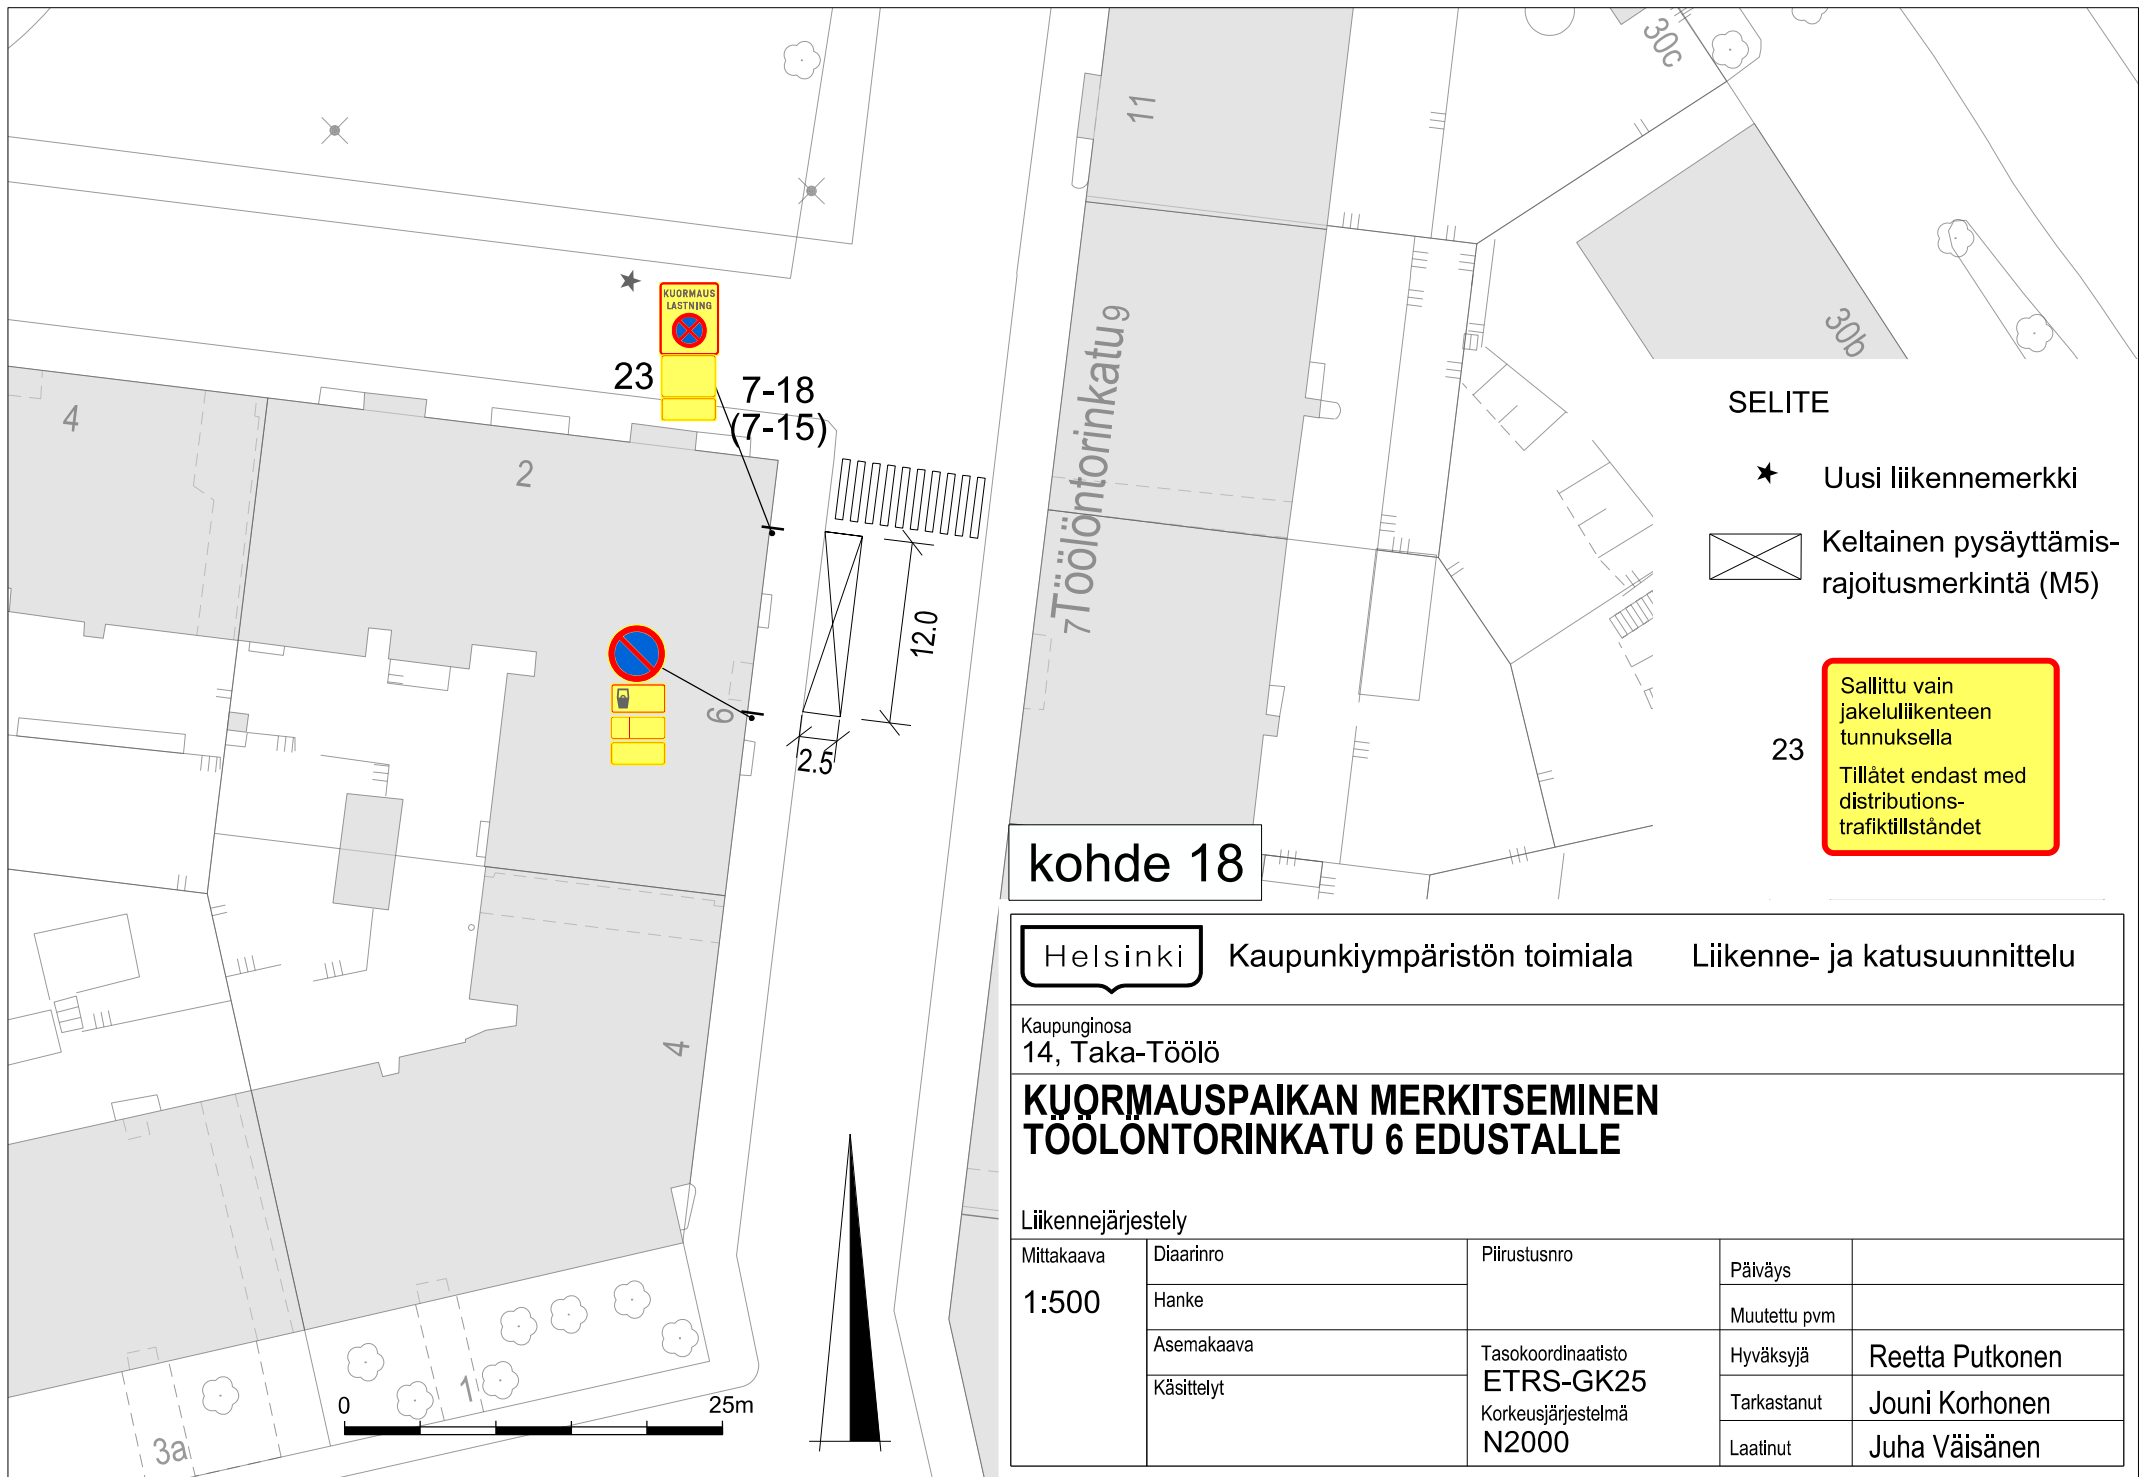 11
30c
KUORMAUS
LASTNING
23
7-18
(7-15)
4
2
Töölöntorinkatu
9
7
30b
6
12.0
2.5
4
1
3a
0
25m
SELITE
Uusi liikennemerkki
Keltainen pysäyttämis-
rajoitusmerkintä (M5)
23
Sallittu vain
jakeluliikenteen
tunnuksella
Tillåtet endast med
distributions-
trafiktillståndet
kohde 18
Helsinki Kaupunkiympäristön toimiala Liikenne- ja katusuunnittelu
Kaupunginosa
14, Taka-Töölö
KUORMAUSPAIKAN MERKITSEMINEN
TÖÖLÖNTORINKATU 6 EDUSTALLE
Liikennejärjestely
Mittakaava
1:500
Diaarinro
Hanke
Asemakaava
Käsittelyt
Piirustusnro
Tasokoordinaatisto
ETRS-GK25
Korkeusjärjestelmä
N2000
Päiväys
Muutettu pvm
Hyväksyjä Reetta Putkonen
Tarkastanut Jouni Korhonen
Laatinut Juha Väisänen